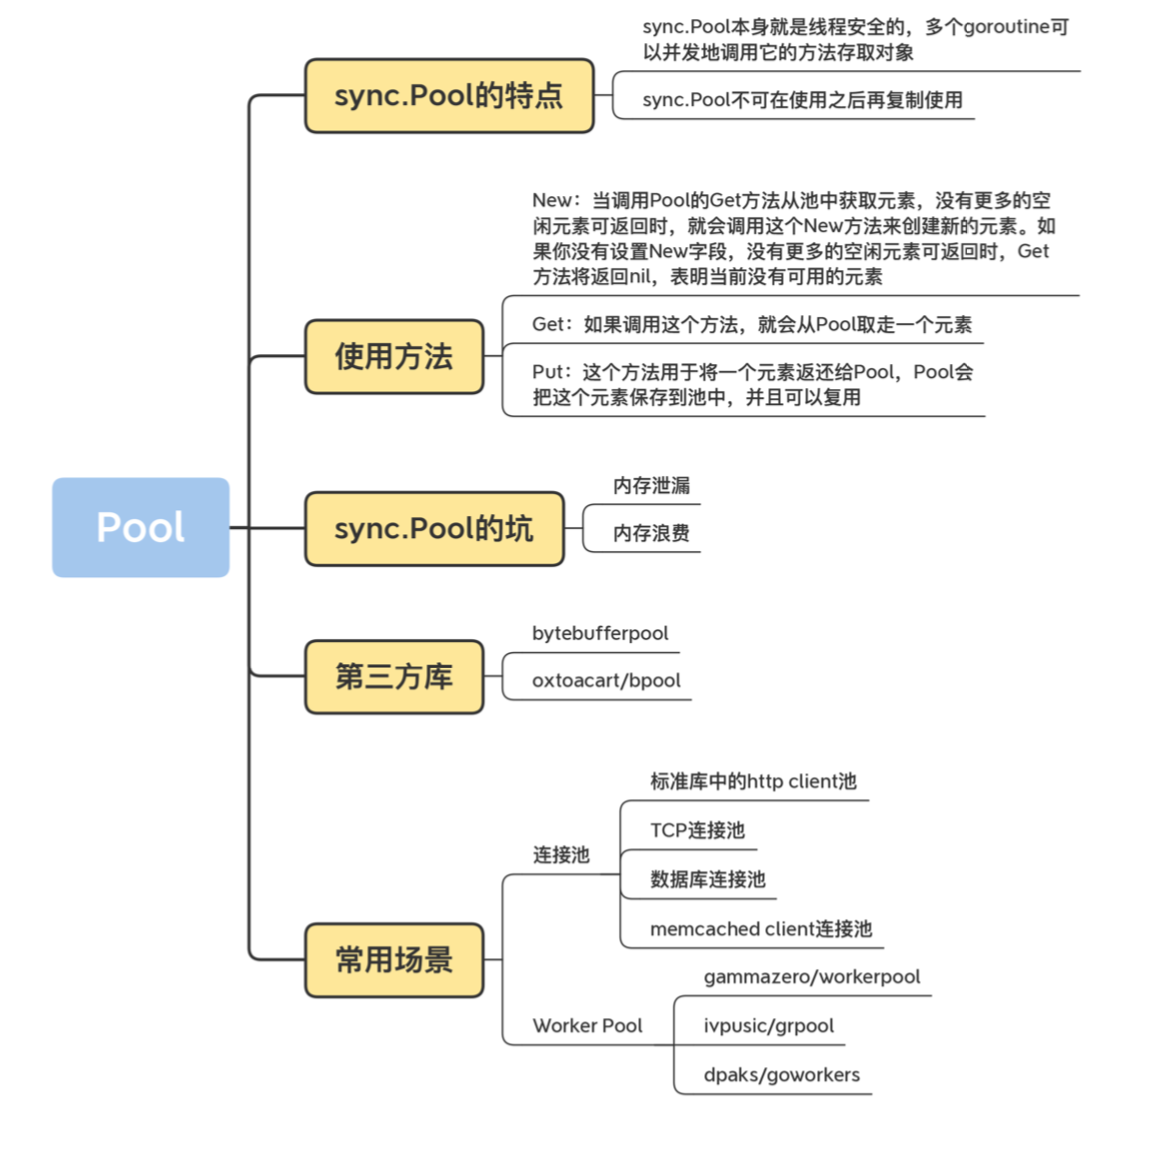 Pool
sync.Pool的特点
sync.Pool本身就是线程安全的，多个goroutine可
以并发地调用它的方法存取对象
sync.Pool不可在使用之后再复制使用
使用方法
New：当调用Pool的Get方法从池中获取元素，没有更多的空
闲元素可返回时，就会调用这个New方法来创建新的元素。如
果你没有设置New字段，没有更多的空闲元素可返回时，Get
方法将返回nil，表明当前没有可用的元素
Get：如果调用这个方法，就会从Pool取走一个元素
Put：这个方法用于将一个元素返还给Pool，Pool会
把这个元素保存到池中，并且可以复用
sync.Pool的坑
内存泄漏
内存浪费
第三方库
bytebufferpool
oxtoacart/bpool
常用场景
连接池
标准库中的http client池
TCP连接池
数据库连接池
memcached client连接池
Worker Pool
gammazero/workerpool
ivpusic/grpool
dpaks/goworkers